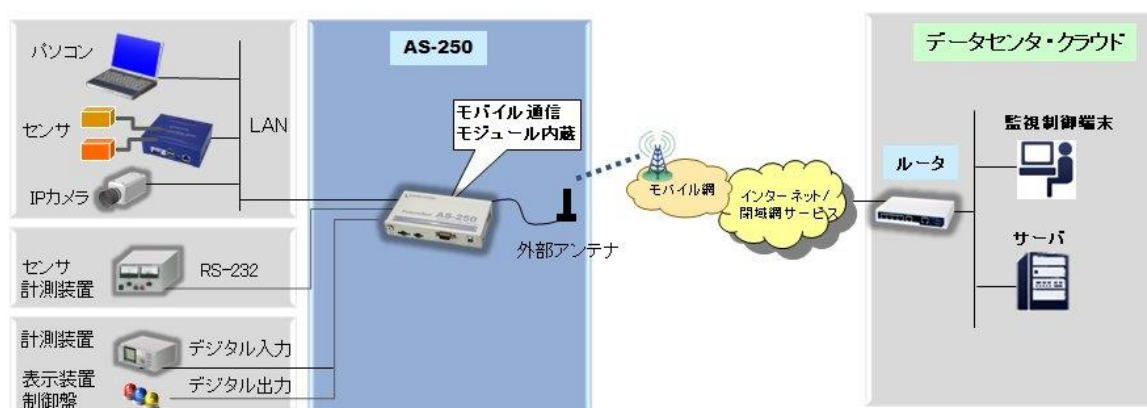 パソコン
センサ
LAN
IPカメラ
センサ
計測装置
RS-232
計測装置
デジタル入力
表示装置
制御盤
デジタル出力
AS-250
モバイル通信
モジュール内蔵
AS-250
外部アンテナ
モバイル網
インターネット/
閉域網サービス
データセンタ・クラウド
ルータ
監視制御端末
サーバ